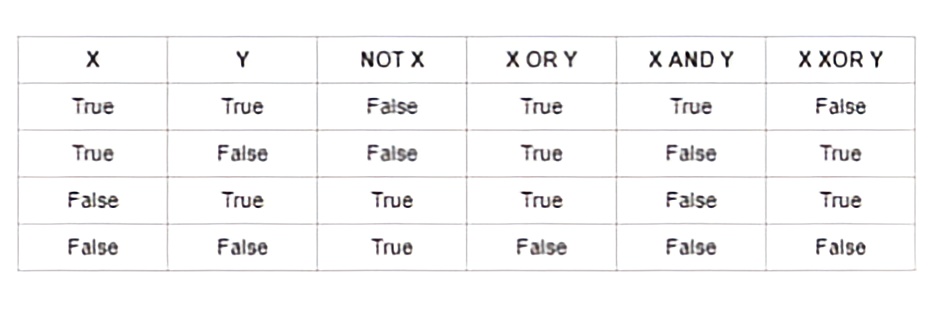 X Y NOT X X OR Y X AND Y X XOR Y
True True False True True False
True False False True False True
False True True True False True
False False True False False False